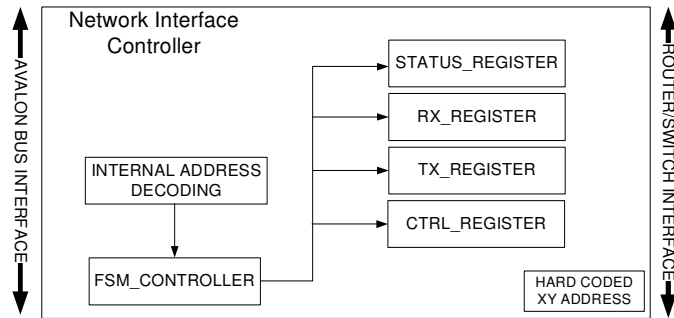 Network Interface
Controller
AVALON BUS INTERFACE
STATUS_REGISTER
RX_REGISTER
INTERNAL ADDRESS
DECODING
TX_REGISTER
CTRL_REGISTER
FSM_CONTROLLER
HARD CODED
XY ADDRESS
ROUTER/SWITCH INTERFACE